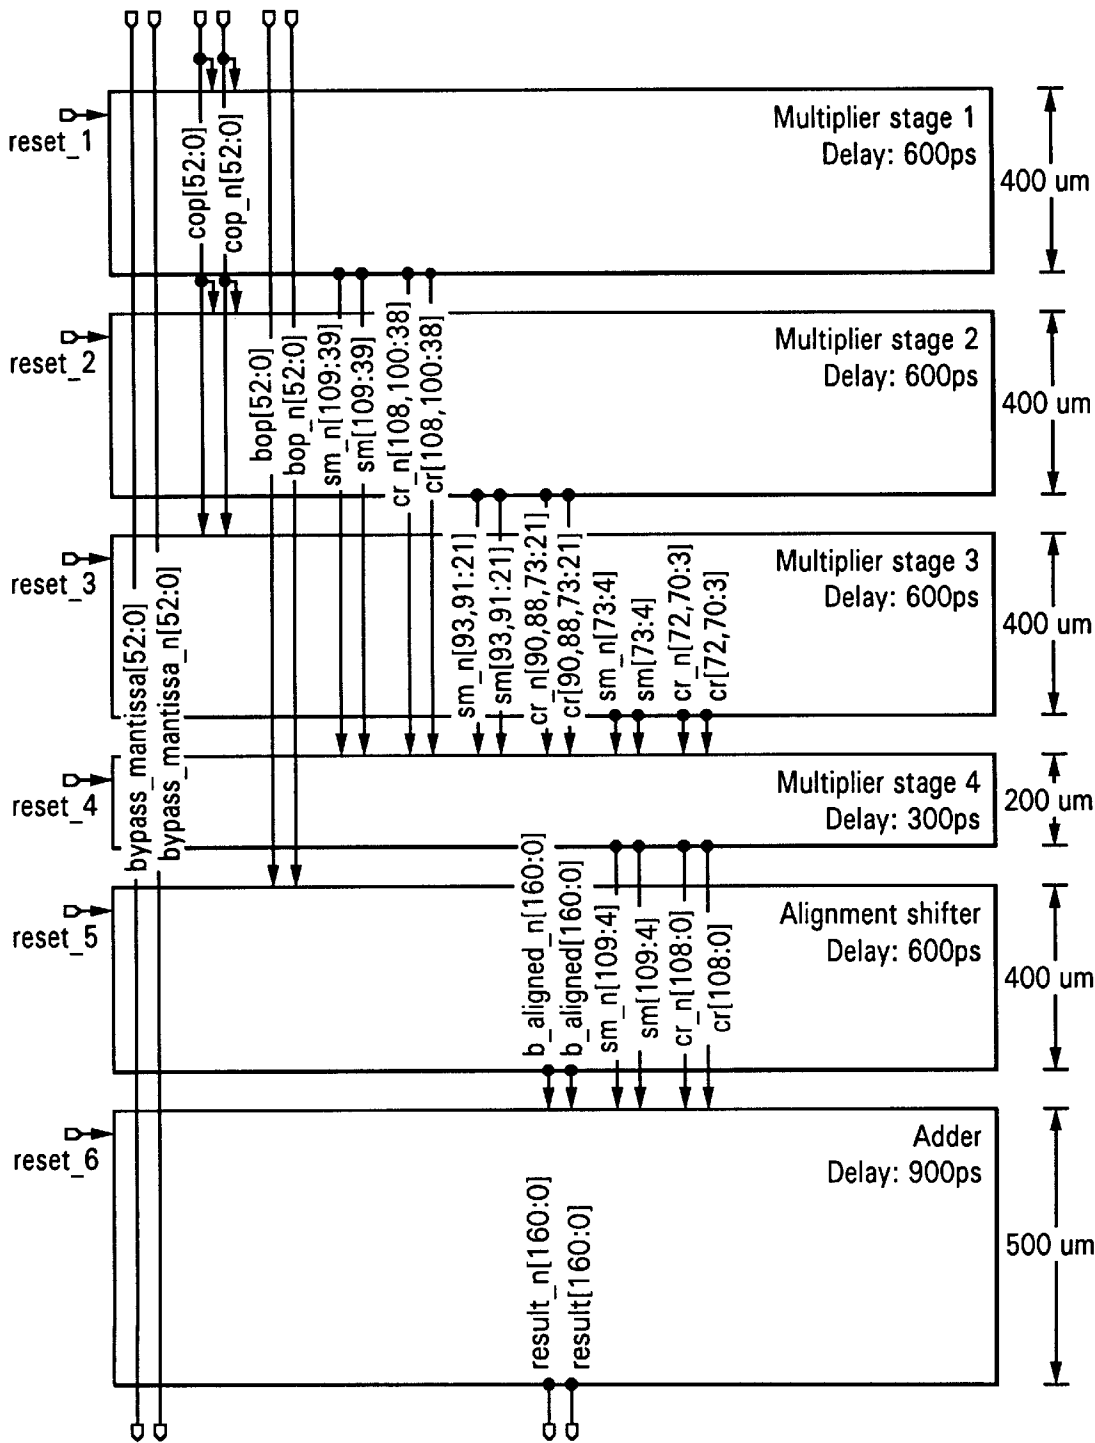 reset_1
cop[52:0]
cop_n[52:0]
Multiplier stage 1
Delay: 600ps
400 um
reset_2
bop[52:0]
bop_n[52:0]
sm_n[109:39]
sm[109:39]
cr_n[108,100:38]
cr[108,100:38]
Multiplier stage 2
Delay: 600ps
400 um
reset_3
bypass_mantissa[52:0]
bypass_mantissa_n[52:0]
sm_n[93,91:21]
sm[93,91:21]
cr_n[90,88,73:21]
cr[90,88,73:21]
sm_n[73:4]
sm[73:4]
cr_n[72,70:3]
cr[72,70:3]
Multiplier stage 3
Delay: 600ps
400 um
reset_4
Multiplier stage 4
Delay: 300ps
200 um
reset_5
b_aligned_n[160:0]
b_aligned[160:0]
sm_n[109:4]
sm[109:4]
cr_n[108:0]
cr[108:0]
Alignment shifter
Delay: 600ps
400 um
reset_6
result_n[160:0]
result[160:0]
Adder
Delay: 900ps
500 um